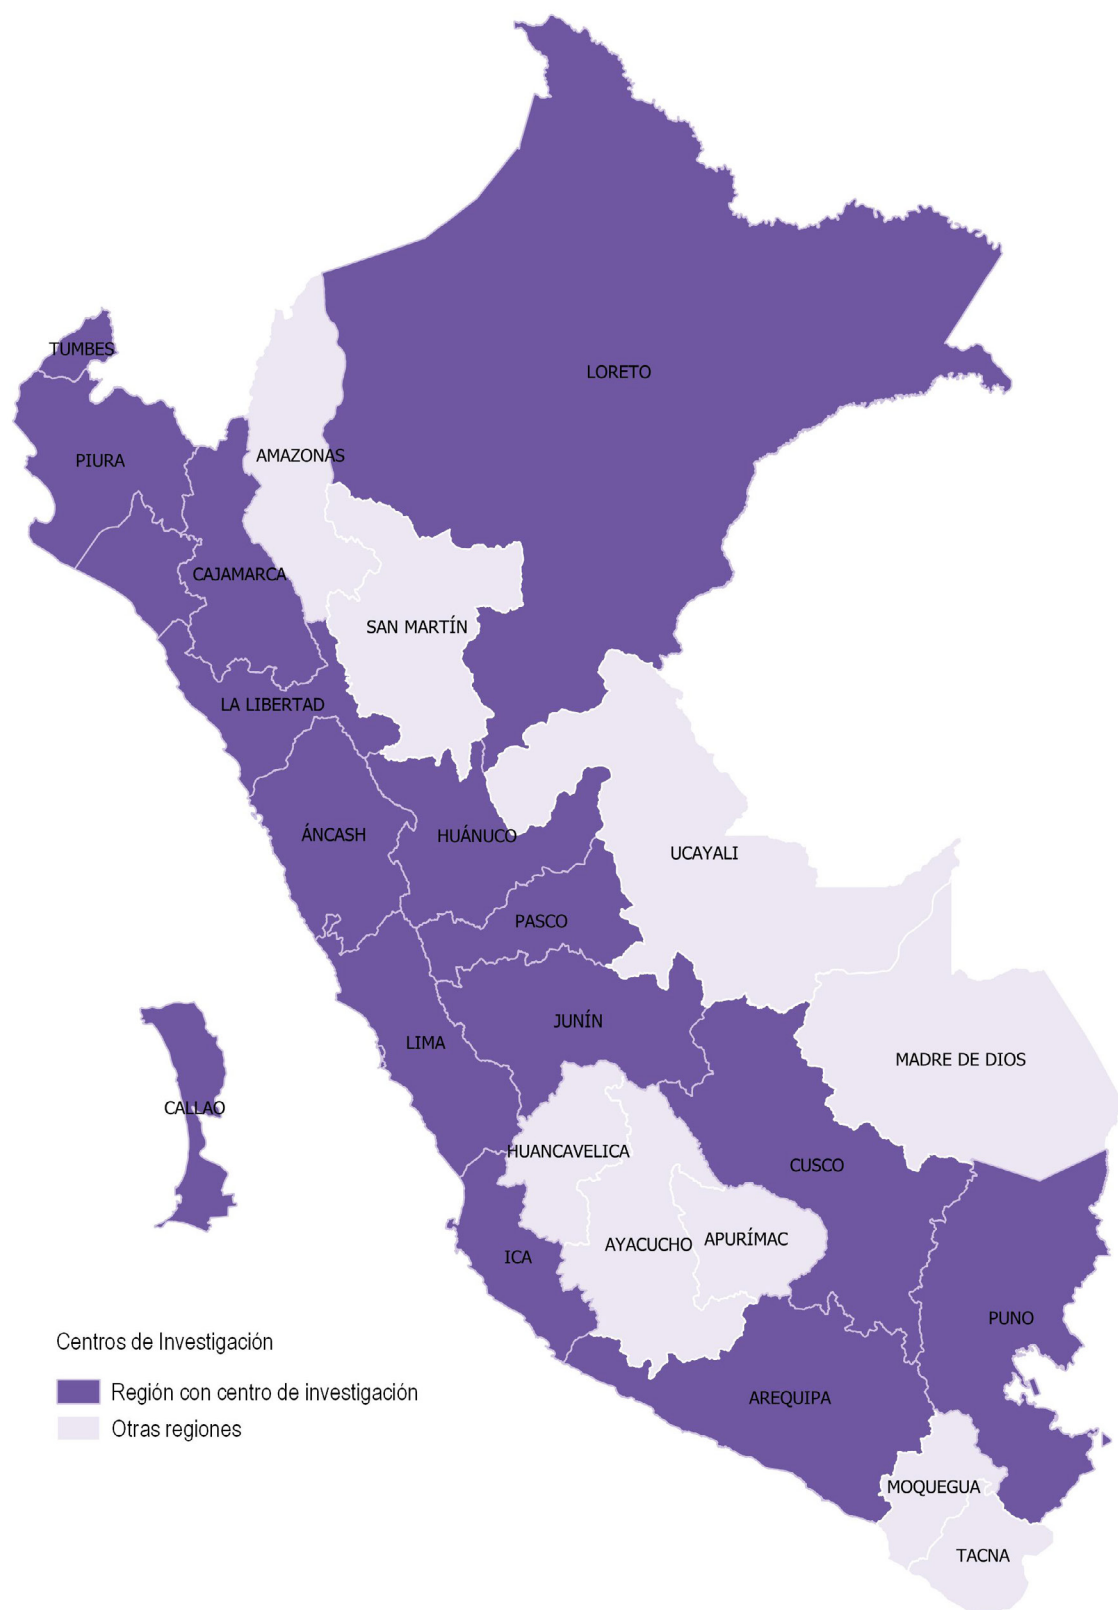 TUMBES
LORETO
AMAZONAS
PIURA
CAJAMARCA
SAN MARTÍN
LA LIBERTAD
ÁNCASH
HUÁNUCO
UCAYALI
PASCO
JUNÍN
LIMA
MADRE DE DIOS
CALLAO
HUANCAVELICA
CUSCO
AYACUCHO
APURÍMAC
ICA
PUNO
AREQUIPA
MOQUEGUA
TACNA
Centros de Investigación
Región con centro de investigación
Otras regiones